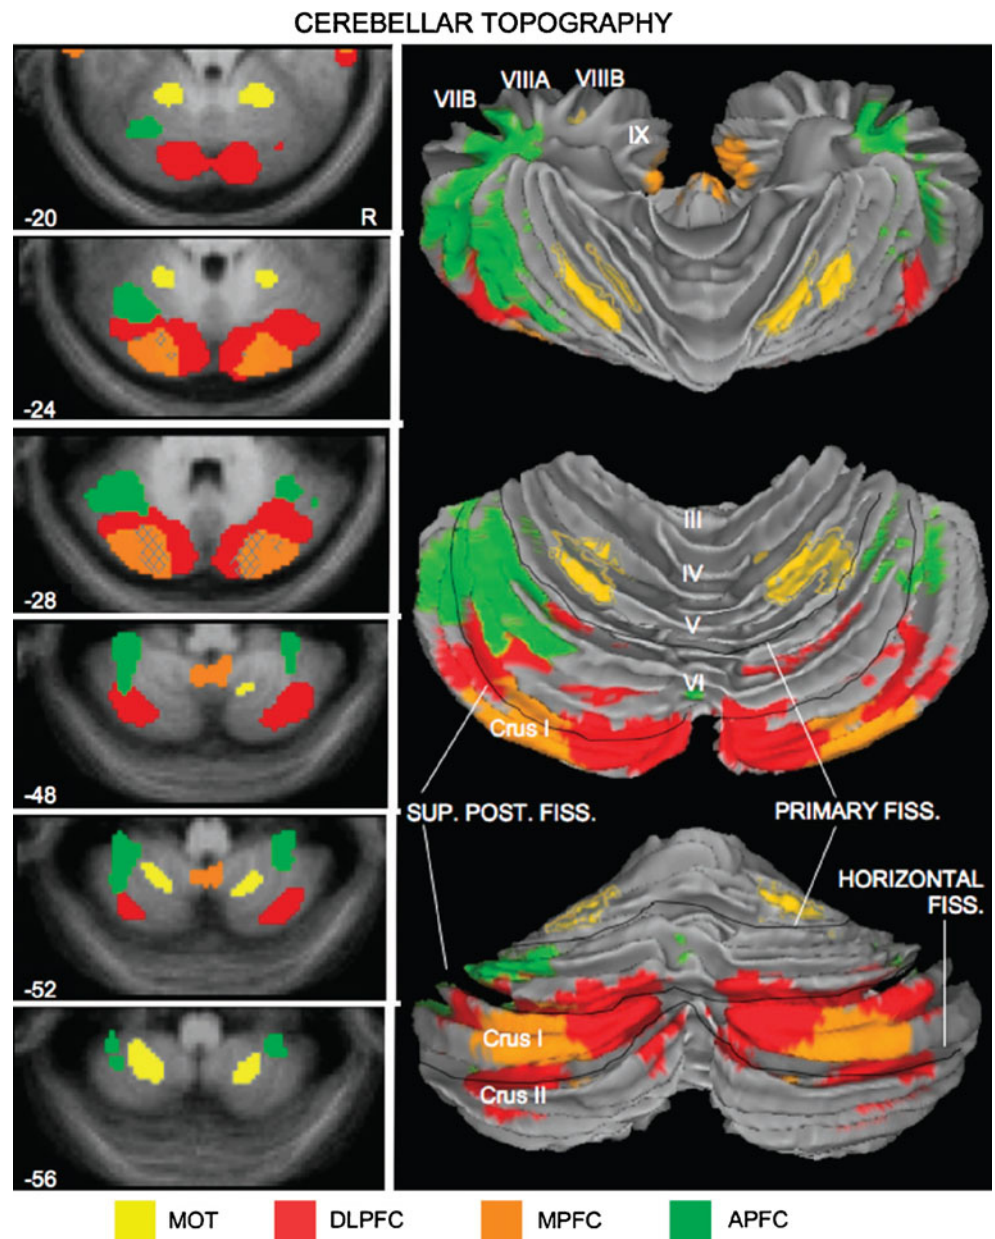 CEREBELLAR TOPOGRAPHY
-20
R
-24
-28
-48
-52
-56
VIIB
VIIIA
VIIIB
IX
III
IV
V
VI
Crus I
SUP. POST. FISS.
PRIMARY FISS.
HORIZONTAL
FISS.
Crus I
Crus II
MOT
DLPFC
MPFC
APFC